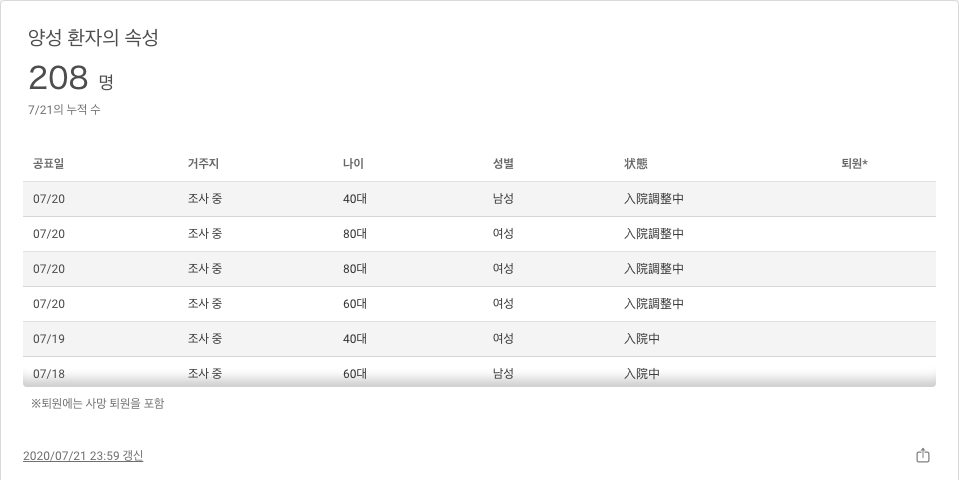 양성 환자의 속성
208 명
7/21의 누적 수
공표일 거주지 나이 성별 状態 퇴원*
07/20 조사 중 40대 남성 入院調整中
07/20 조사 중 80대 여성 入院調整中
07/20 조사 중 80대 여성 入院調整中
07/20 조사 중 60대 여성 入院調整中
07/19 조사 중 40대 여성 入院中
07/18 조사 중 60대 남성 入院中
※퇴원에는 사망 퇴원을 포함
2020/07/21 23:59 갱신